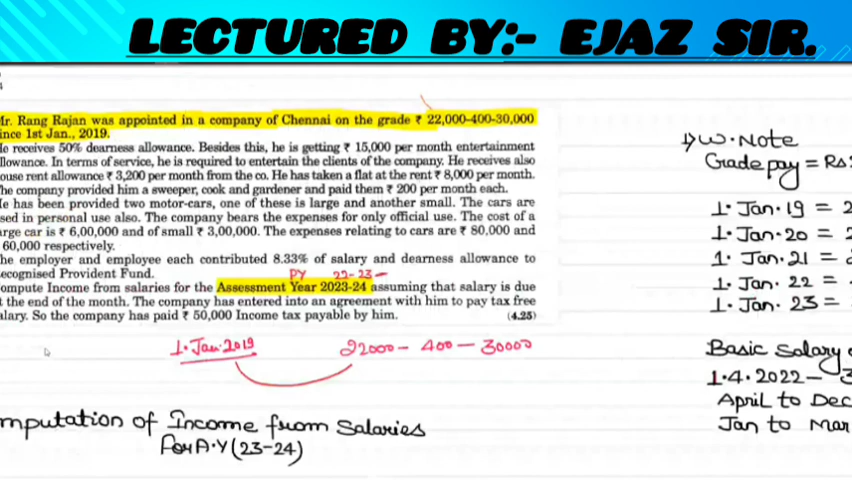 LECTURED BY:- EJAZ SIR.
Mr. Rang Rajan was appointed in a company of Chennai on the grade ₹ 22,000-400-30,000
ince 1st Jan., 2019.
e receives 50% dearness allowance. Besides this, he is getting ₹ 15,000 per month entertainment
llowance. In terms of service, he is required to entertain the clients of the company. He receives also
ouse rent allowance ₹ 3,200 per month from the co. He has taken a flat at the rent ₹ 8,000 per month.
he company provided him a sweeper, cook and gardener and paid them ₹ 200 per month each.
e has been provided two motor-cars, one of these is large and another small. The cars are
sed in personal use also. The company bears the expenses for only official use. The cost of a
arge car is ₹ 6,00,000 and of small ₹ 3,00,000. The expenses relating to cars are ₹ 80,000 and
60,000 respectively.
he employer and employee each contributed 8.33% of salary and dearness allowance to
ecognised Provident Fund.
PY 22-23-
ompute Income from salaries for the Assessment Year 2023-24 assuming that salary is due
t the end of the month. The company has entered into an agreement with him to pay tax free
alary. So the company has paid ₹ 50,000 Income tax payable by him. (4.25)
1. Jan. 2019 22000 - 400 - 30000
mputation of Income from Salaries
For A.Y (23-24)
1) W. Note
Grade pay = Rs
1. Jan. 19 = 2
1. Jan. 20 = 2
1. Jan. 21 =
1. Jan. 22 =
1. Jan. 23 =
Basic Salary
1.4.2022 - 3
April to Dec
Jan to Mar